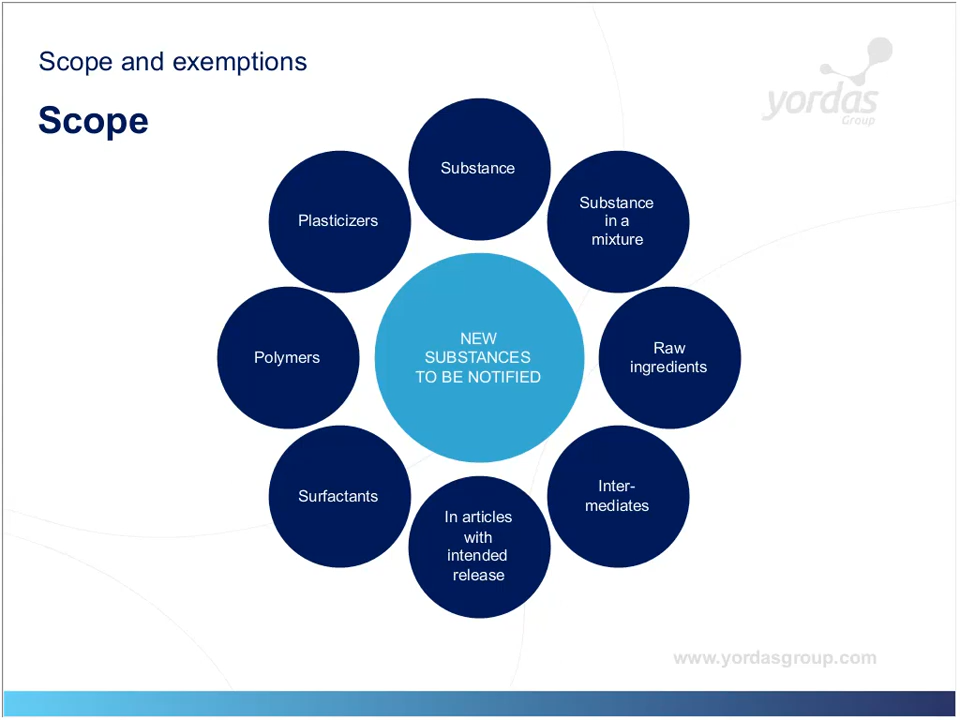 Scope and exemptions
Scope
yordas
Group
Substance
Substance
in a
mixture
Plasticizers
NEW
SUBSTANCES
TO BE NOTIFIED
Polymers
Raw
ingredients
Surfactants
Inter-
mediates
In articles
with
intended
release
www.yordasgroup.com